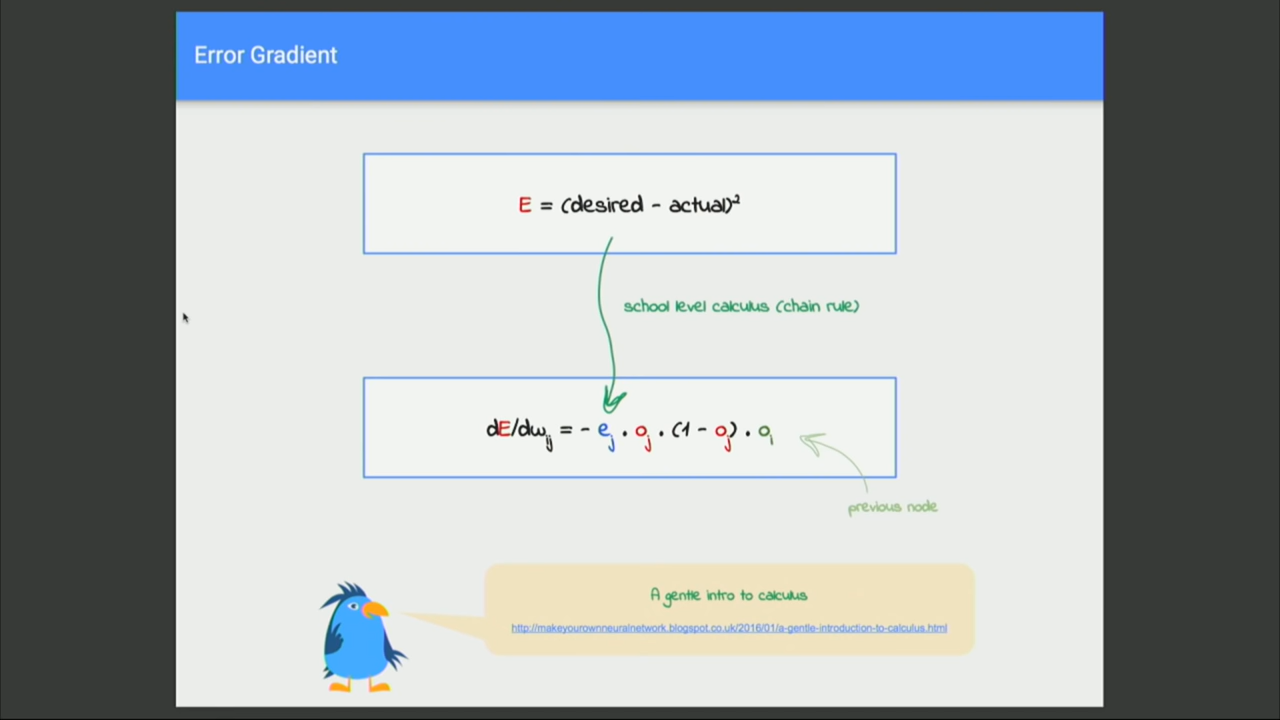 Error Gradient
E = (desired - actual)²
school level calculus (chain rule)
dE/dwᵢⱼ = - eⱼ . oⱼ . (1 - oⱼ) . oᵢ
previous node
A gentle intro to calculus
http://makeyourownneuralnetwork.blogspot.co.uk/2016/01/a-gentle-introduction-to-calculus.html